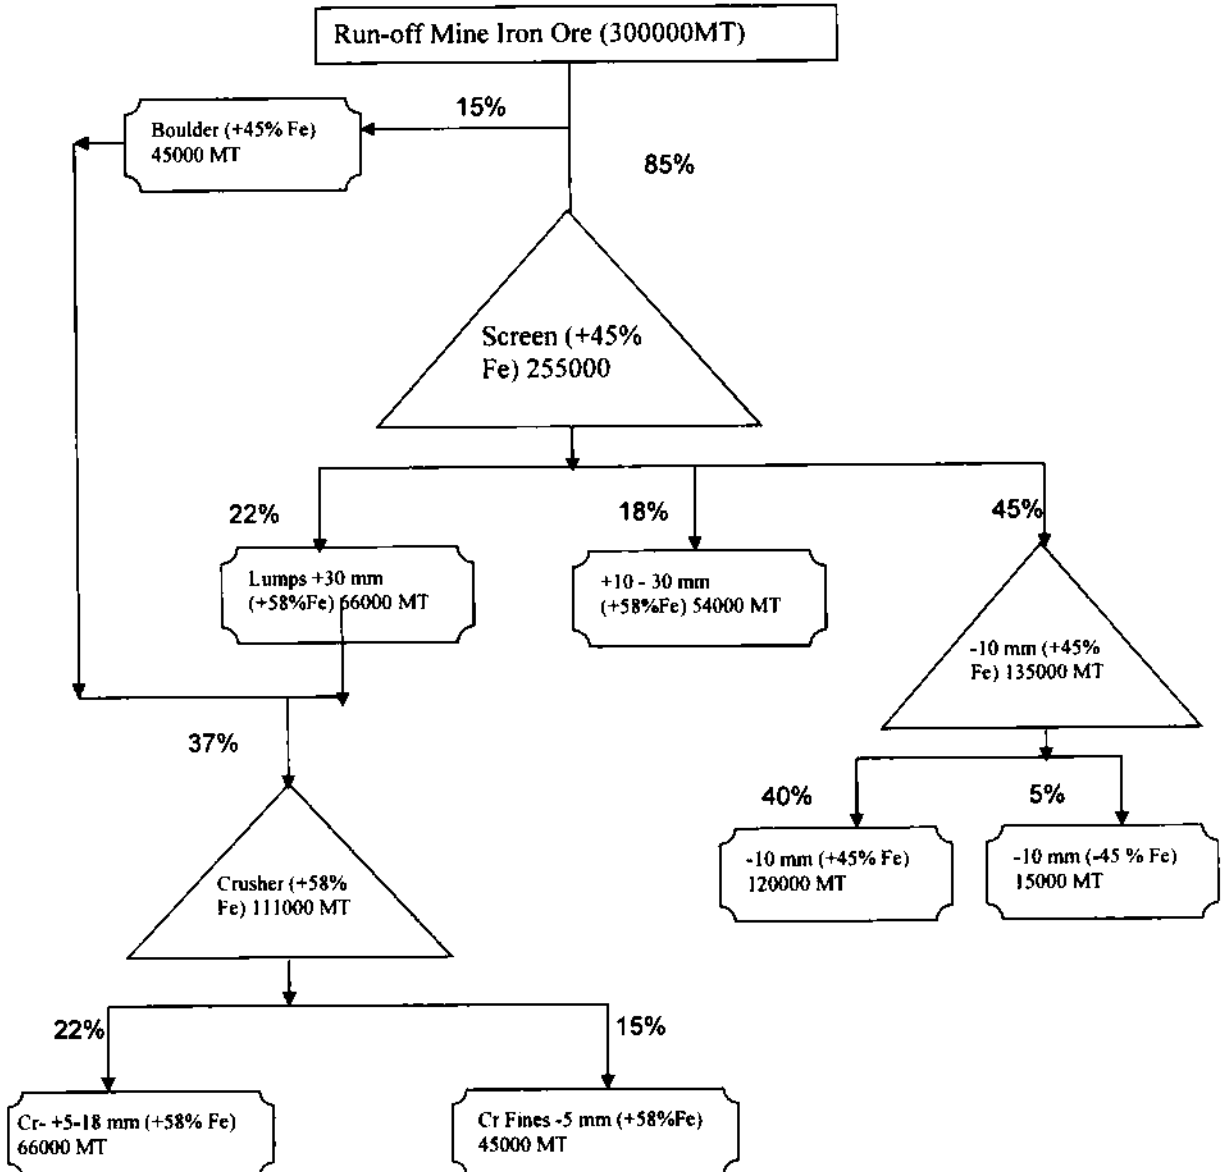 Run-off Mine Iron Ore (300000MT)
15%
Boulder (+45% Fe)
45000 MT
85%
Screen (+45%
Fe) 255000
22%
18%
45%
Lumps +30 mm
(+58%Fe) 66000 MT
+10 - 30 mm
(+58%Fe) 54000 MT
-10 mm (+45%
Fe) 135000 MT
37%
40%
5%
-10 mm (+45% Fe)
120000 MT
-10 mm (-45 % Fe)
15000 MT
Crusher (+58%
Fe) 111000 MT
22%
15%
Cr- +5-18 mm (+58% Fe)
66000 MT
Cr Fines -5 mm (+58%Fe)
45000 MT